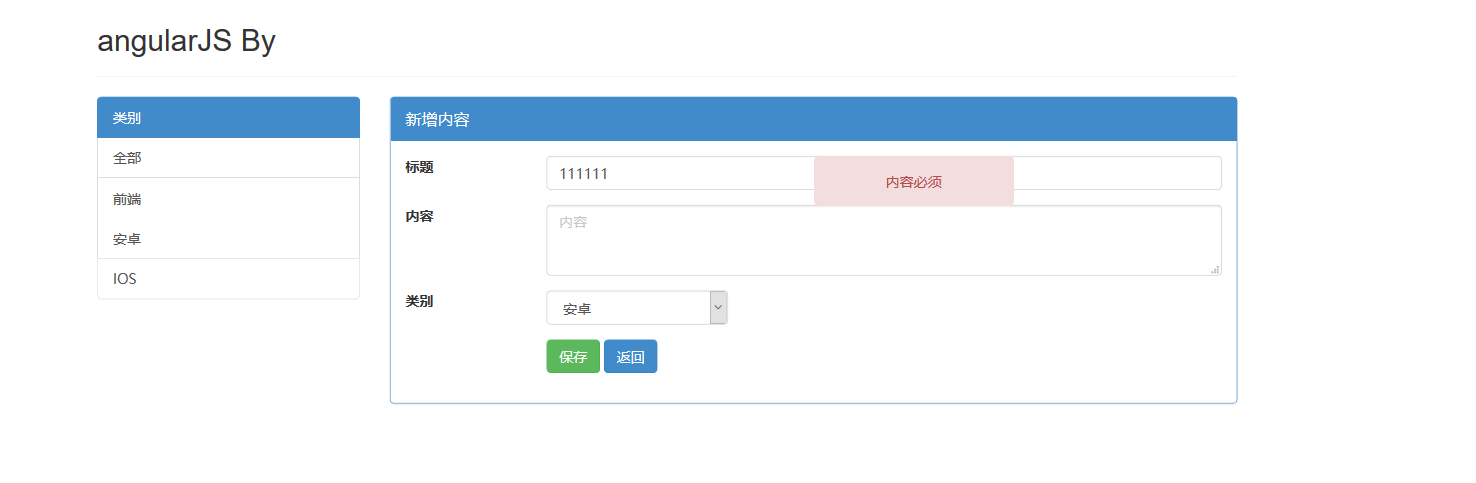 angularJS By
类别
全部
前端
安卓
IOS
新增内容
标题
111111
内容必须
内容
内容
类别
安卓
保存 返回